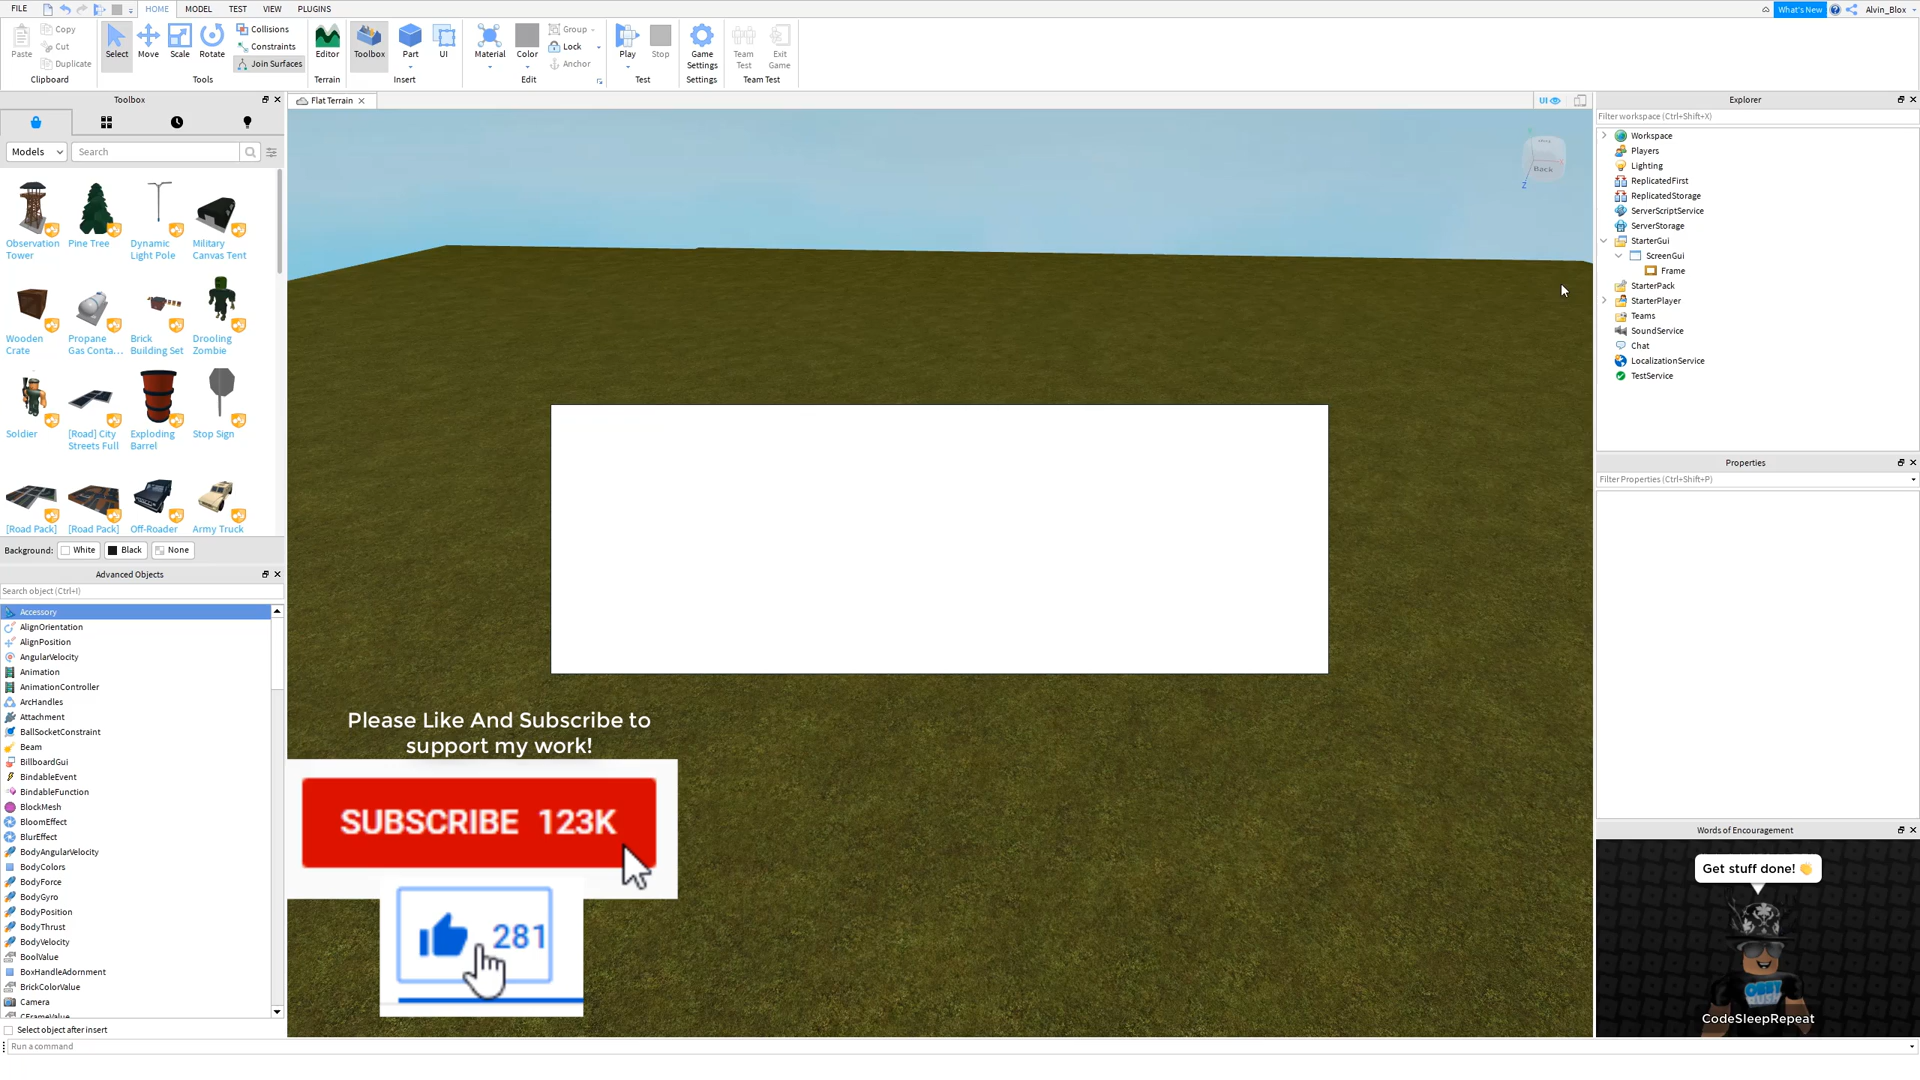 FILE
HOME
MODEL
TEST
VIEW
PLUGINS
What's New
Alvin_Blox
Paste
Copy
Cut
Duplicate
Clipboard
Select
Move
Scale
Rotate
Collisions
Constraints
Join Surfaces
Tools
Editor
Terrain
Toolbox
Part
UI
Insert
Material
Color
Group
Lock
Anchor
Edit
Play
Stop
Test
Game
Settings
Settings
Team
Test
Exit
Game
Team Test
Toolbox
Models
Search
Observation
Tower
Pine Tree
Dynamic
Light Pole
Military
Canvas Tent
Wooden
Crate
Propane
Gas Conta...
Brick
Building Set
Drooling
Zombie
Soldier
[Road] City
Streets Full
Exploding
Barrel
Stop Sign
[Road Pack]
[Road Pack]
Off-Roader
Army Truck
Background:
White
Black
None
Advanced Objects
Search object (Ctrl+I)
Accessory
AlignOrientation
AlignPosition
AngularVelocity
Animation
AnimationController
ArcHandles
Attachment
BallSocketConstraint
Beam
BillboardGui
BindableEvent
BindableFunction
BlockMesh
BloomEffect
BlurEffect
BodyAngularVelocity
BodyColors
BodyForce
BodyGyro
BodyPosition
BodyThrust
BodyVelocity
BoolValue
BoxHandleAdornment
BrickColorValue
Camera
CFrameValue
Select object after insert
Run a command
Flat Terrain
UI
Back
Z
Please Like And Subscribe to
support my work!
SUBSCRIBE 123K
281
Explorer
Filter workspace (Ctrl+Shift+X)
Workspace
Players
Lighting
ReplicatedFirst
ReplicatedStorage
ServerScriptService
ServerStorage
StarterGui
ScreenGui
Frame
StarterPack
StarterPlayer
Teams
SoundService
Chat
LocalizationService
TestService
Properties
Filter Properties (Ctrl+Shift+P)
Words of Encouragement
Get stuff done! 👏
CodeSleepRepeat